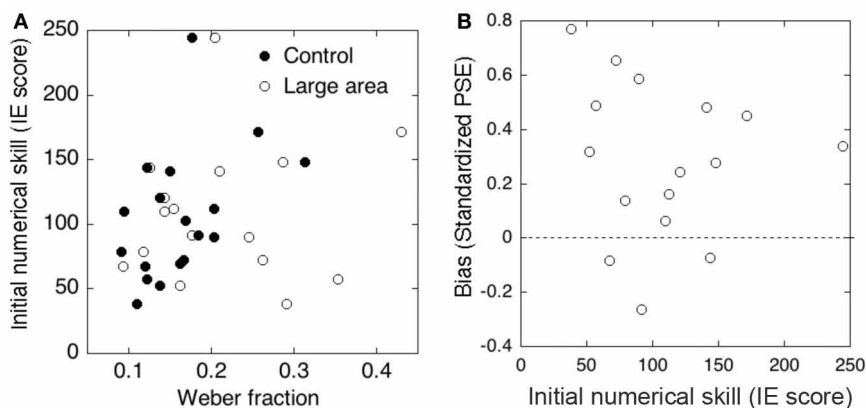 A
Initial numerical skill (IE score)
250
200
150
100
50
0
Control
Large area
0.1 0.2 0.3 0.4
Weber fraction
B
Bias (Standardized PSE)
0.8
0.6
0.4
0.2
0
-0.2
-0.4
0 50 100 150 200 250
Initial numerical skill (IE score)